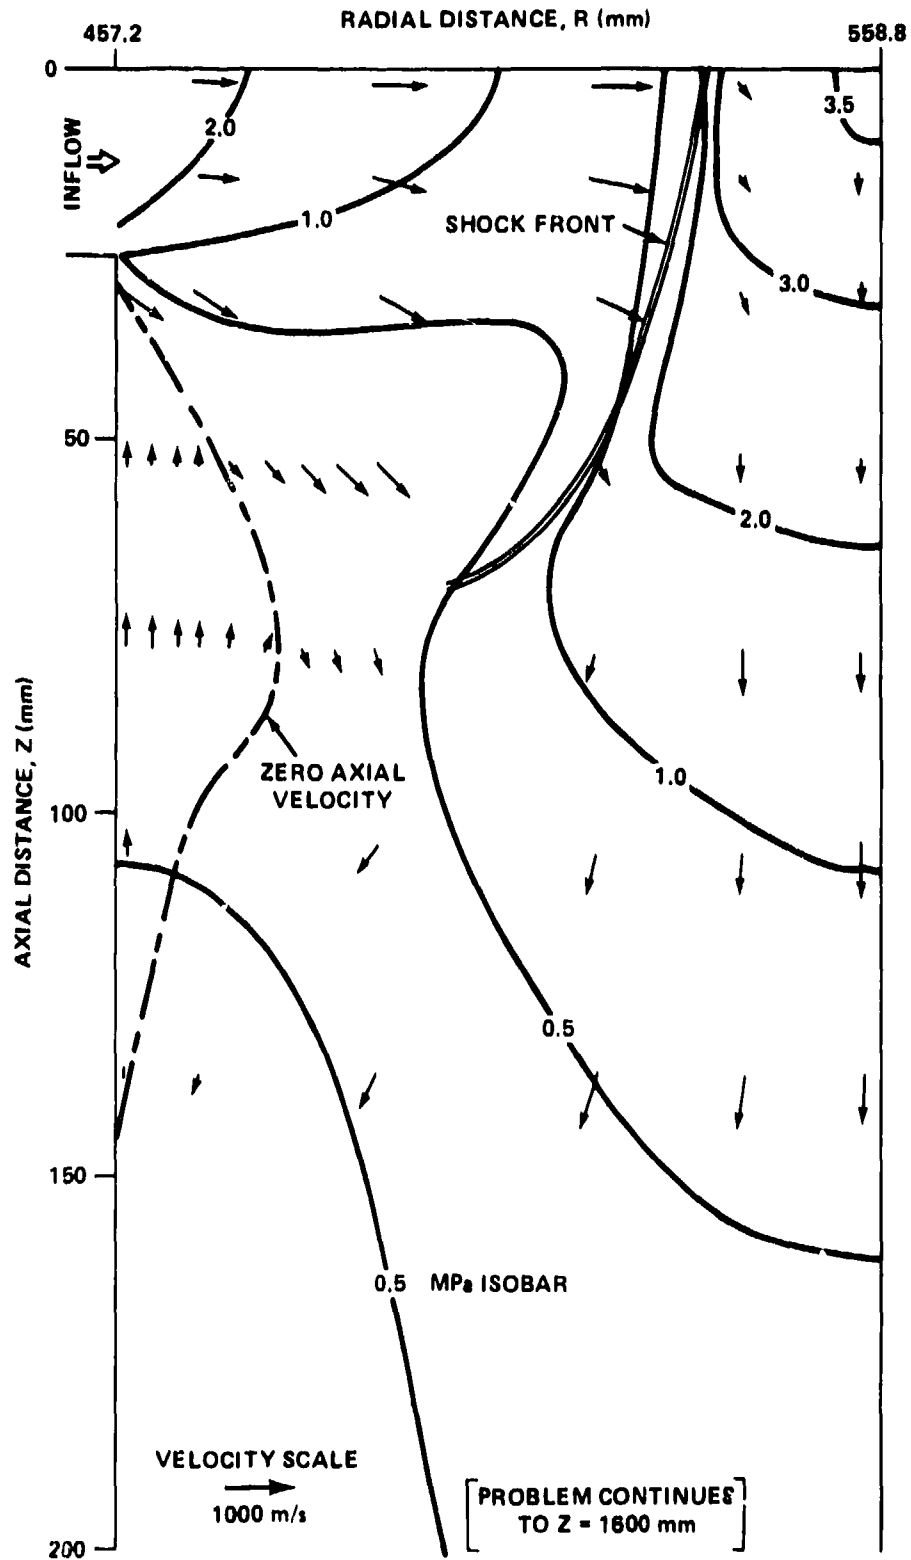 RADIAL DISTANCE, R (mm)
457.2
558.8
0
INFLOW
2.0
1.0
SHOCK FRONT
3.5
3.0
50
2.0
AXIAL DISTANCE, Z (mm)
ZERO AXIAL
VELOCITY
1.0
100
0.5
150
0.5 MPa ISOBAR
VELOCITY SCALE
1000 m/s
[PROBLEM CONTINUES
TO Z = 1600 mm]
200